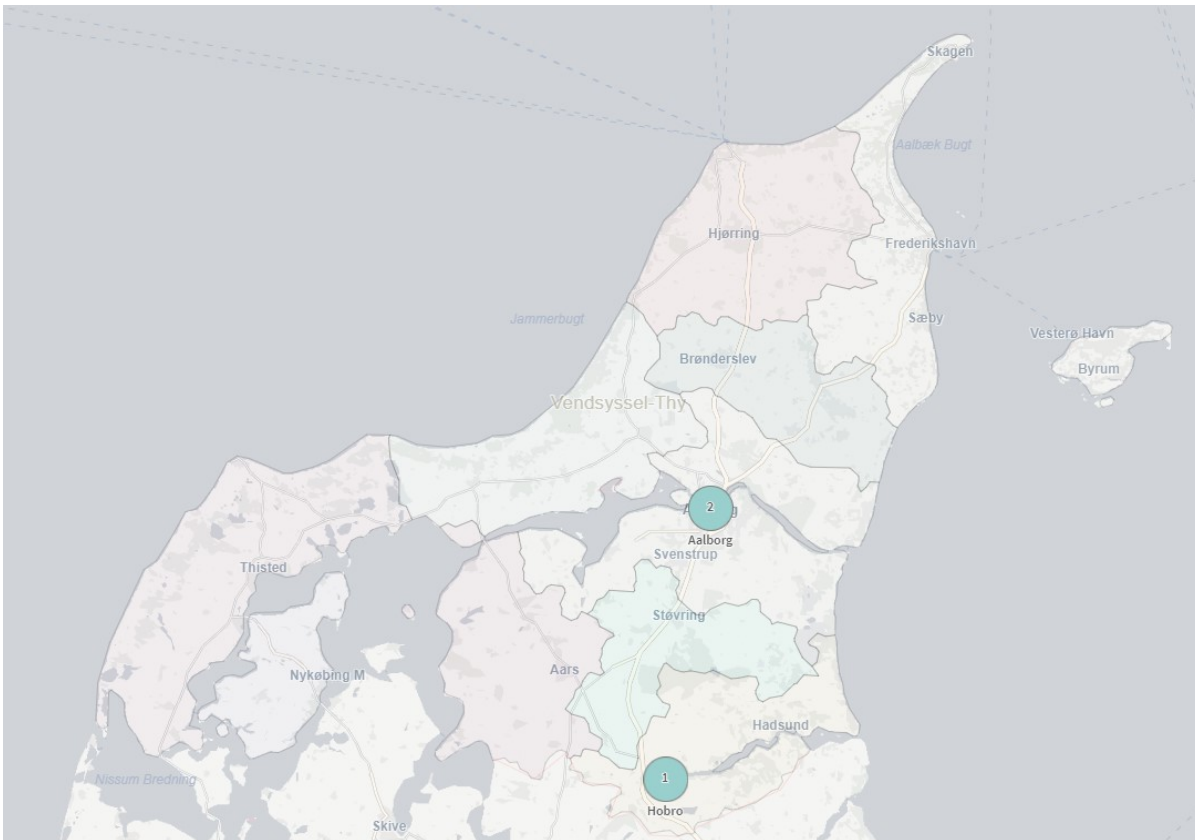 Skagen
Aalbæk Bugt
Hjørring
Frederikshavn
Jammerbugt
Sæby
Vesterø Havn
Brønderslev
Byrum
Vendsyssel-Thy
2
Aalborg
Svenstrup
Thisted
Støvring
Aars
Nykøbing M
Hadsund
Nissum Bredning
1
Hobro
Skive